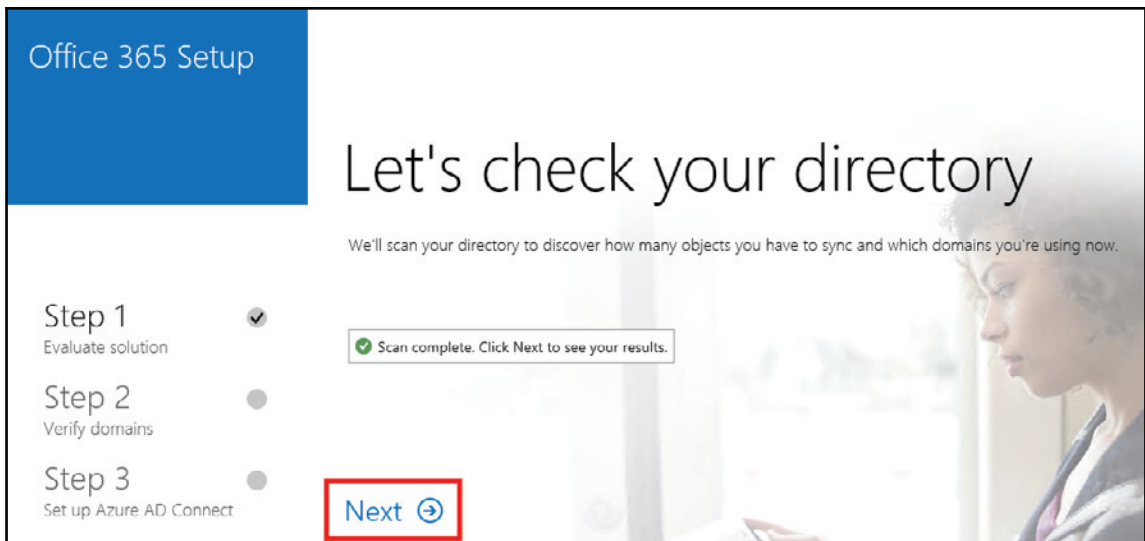 Office 365 Setup
Let's check your directory
We'll scan your directory to discover how many objects you have to sync and which domains you're using now.
Step 1
Evaluate solution
Scan complete. Click Next to see your results.
Step 2
Verify domains
Step 3
Set up Azure AD Connect
Next